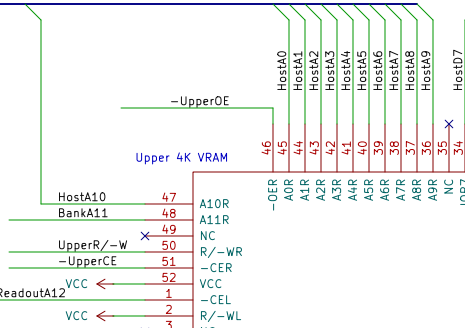 HostA0
HostA1
HostA2
HostA3
HostA4
HostA5
HostA6
HostA7
HostA8
HostA9
HostD7
-UpperOE
46
45
44
43
42
41
40
39
38
37
36
35
34
Upper 4K VRAM
-OER
A0R
A1R
A2R
A3R
A4R
A5R
A6R
A7R
A8R
A9R
NC
HostA10 47 A10R
BankA11 48 A11R
49 NC
UpperR/-W 50 R/-WR
-UpperCE 51 -CER
VCC 52 VCC
ReadoutA12 1 -CEL
VCC 2 R/-WL
3